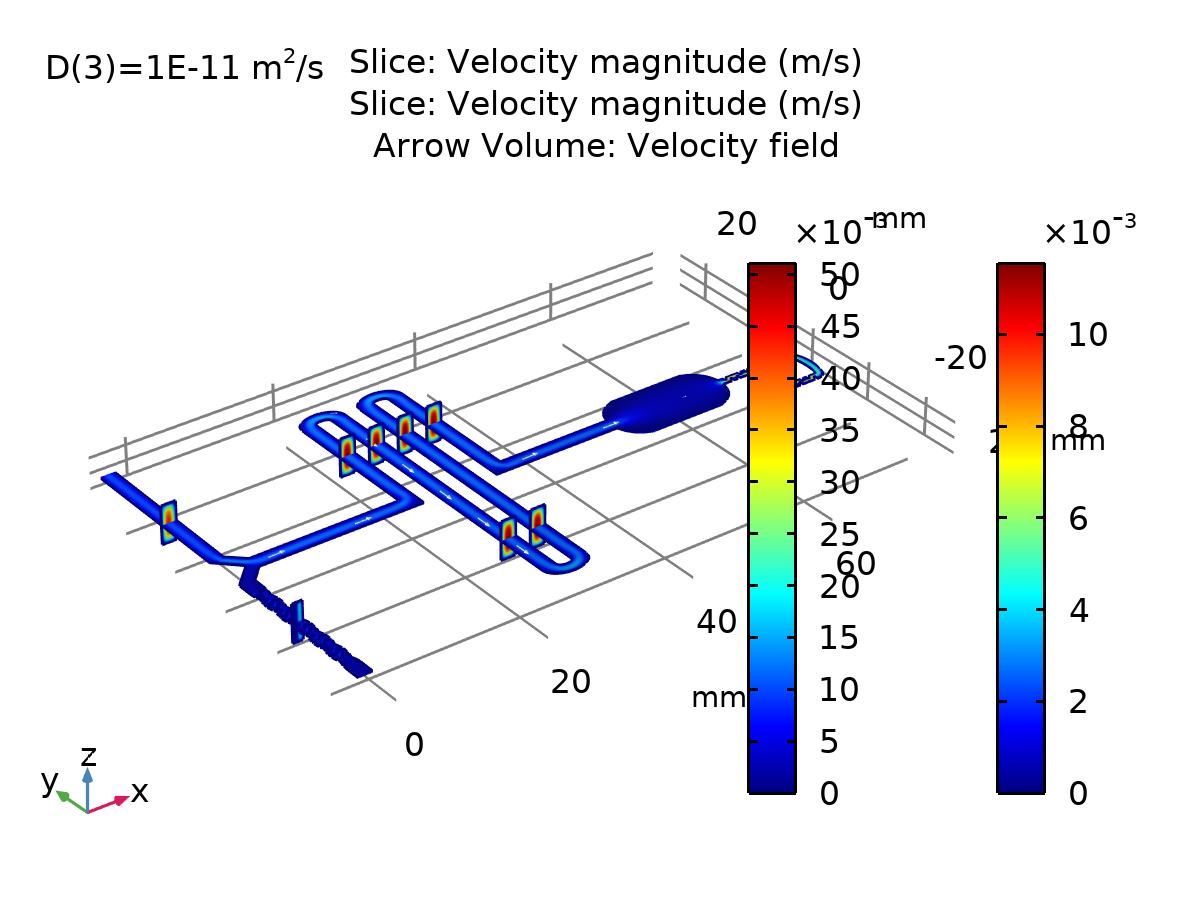 D(3)=1E-11 m²/s
Slice: Velocity magnitude (m/s)
Slice: Velocity magnitude (m/s)
Arrow Volume: Velocity field
20
mm
×10⁻³
×10⁻³
50
0
45
10
-20
40
8
mm
35
30
6
25
60
20
4
40
15
20
mm
10
2
0
5
0
0
z
y
x